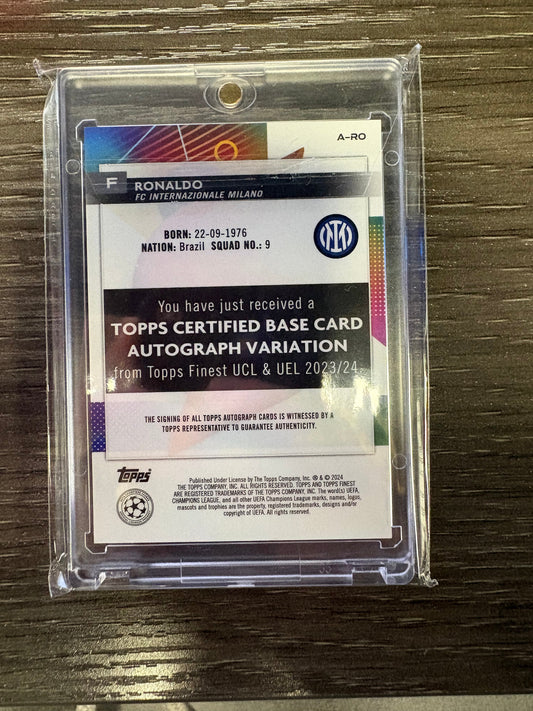 A-RO
F RONALDO
FC INTERNAZIONALE MILANO
BORN: 22-09-1976
NATION: Brazil SQUAD NO.: 9
You have just received a
TOPPS CERTIFIED BASE CARD
AUTOGRAPH VARIATION
from Topps Finest UCL & UEL 2023/24.
THE SIGNING OF ALL TOPPS AUTOGRAPH CARDS IS WITNESSED BY A
TOPPS REPRESENTATIVE TO GUARANTEE AUTHENTICITY.
Topps
Published Under License by The Topps Company, Inc. ® & © 2024
THE TOPPS COMPANY, INC. ALL RIGHTS RESERVED. TOPPS AND TOPPS FINEST
ARE REGISTERED TRADEMARKS OF THE TOPPS COMPANY, INC. The word(s) UEFA,
CHAMPIONS LEAGUE, and all other UEFA Champions League marks, names, logos,
mascots and trophies are the property, registered trademarks, designs and/or
copyright of UEFA. All rights reserved.